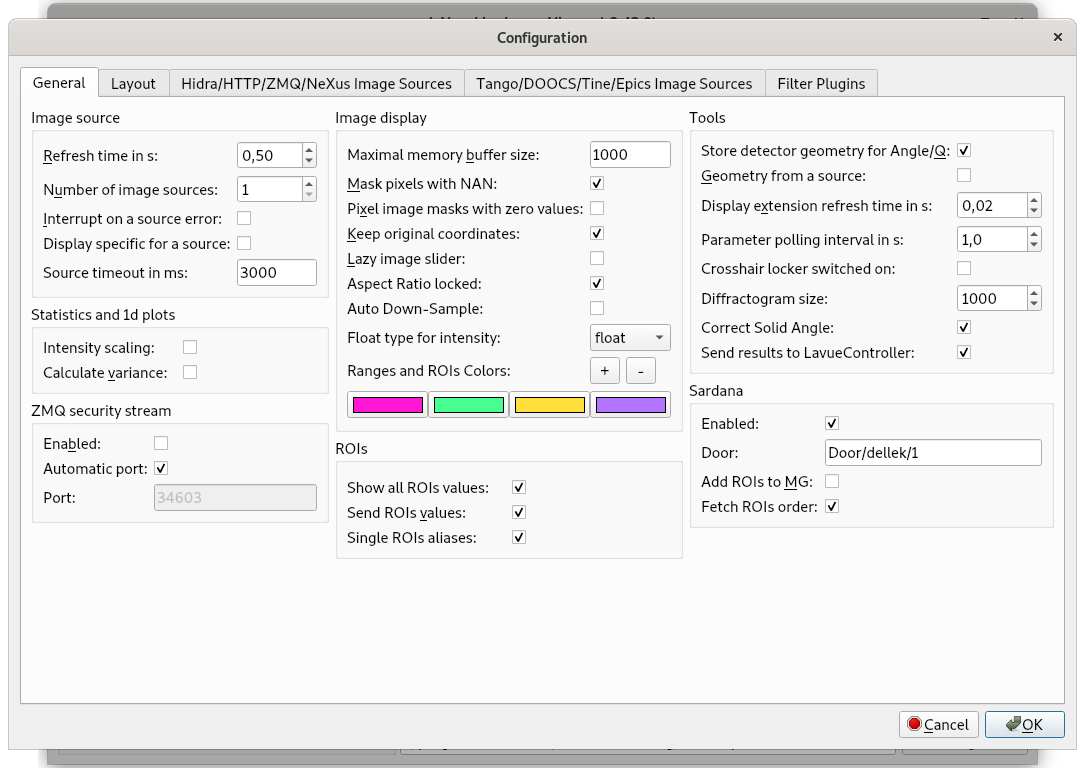 Configuration
General Layout Hidra/HTTP/ZMQ/NeXus Image Sources Tango/DOOCS/Tine/Epics Image Sources Filter Plugins
Image source
Refresh time in s: 0,50
Number of image sources: 1
Interrupt on a source error:
Display specific for a source:
Source timeout in ms: 3000
Statistics and 1d plots
Intensity scaling:
Calculate variance:
ZMQ security stream
Enabled:
Automatic port:
Port: 34603
Image display
Maximal memory buffer size: 1000
Mask pixels with NAN:
Pixel image masks with zero values:
Keep original coordinates:
Lazy image slider:
Aspect Ratio locked:
Auto Down-Sample:
Float type for intensity: float
Ranges and ROIs Colors: + -
ROIs
Show all ROIs values:
Send ROIs values:
Single ROIs aliases:
Tools
Store detector geometry for Angle/Q:
Geometry from a source:
Display extension refresh time in s: 0,02
Parameter polling interval in s: 1,0
Crosshair locker switched on:
Diffractogram size: 1000
Correct Solid Angle:
Send results to LavueController:
Sardana
Enabled:
Door: Door/dellek/1
Add ROIs to MG:
Fetch ROIs order:
Cancel OK